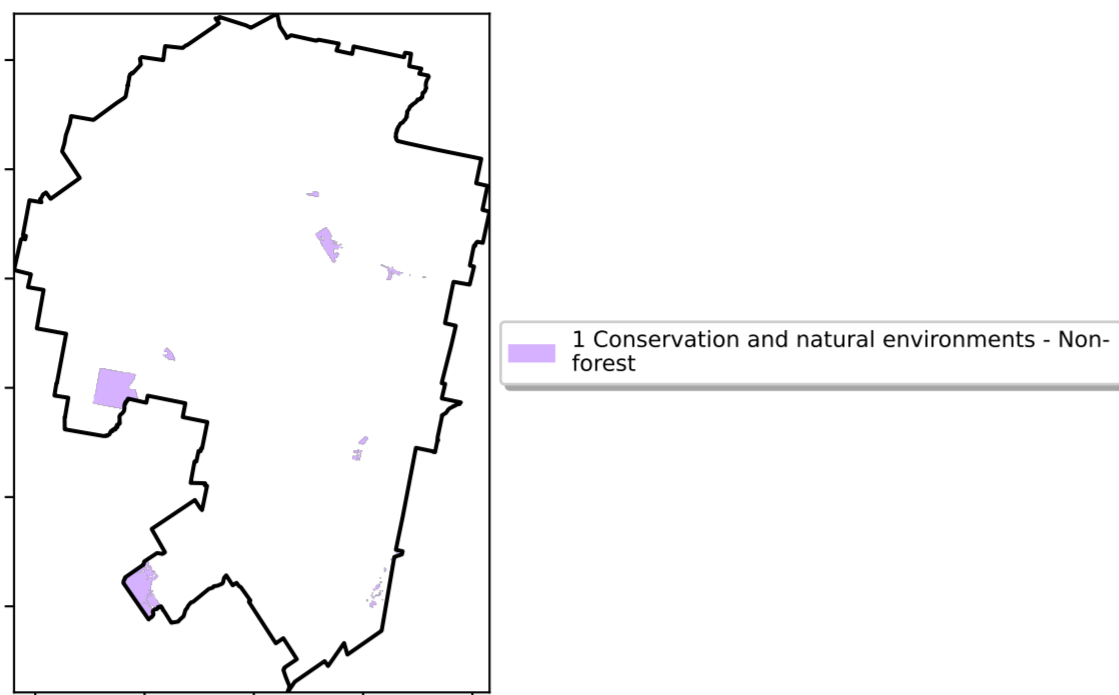 1 Conservation and natural environments - Non-
forest